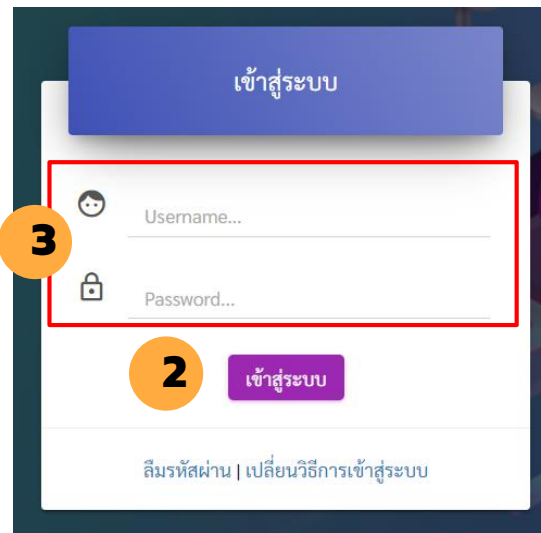 เข้าสู่ระบบ
Username...
3
Password...
2
เข้าสู่ระบบ
ลืมรหัสผ่าน | เปลี่ยนวิธีการเข้าสู่ระบบ